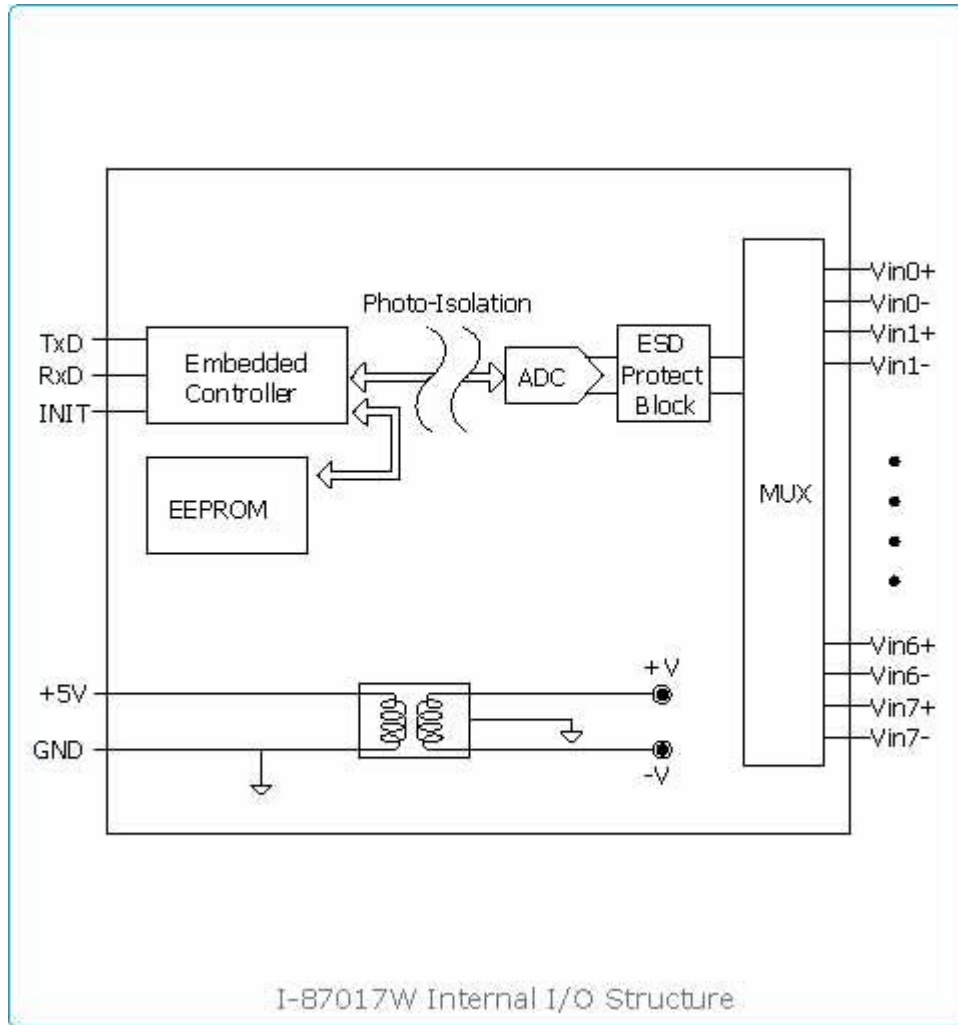 Photo-Isolation
TxD
RxD
INIT
Embedded
Controller
EEPROM
ADC
ESD
Protect
Block
MUX
Vin0+
Vin0-
Vin1+
Vin1-
Vin6+
Vin6-
Vin7+
Vin7-
+5V
GND
+V
-V
I-87017W Internal I/O Structure